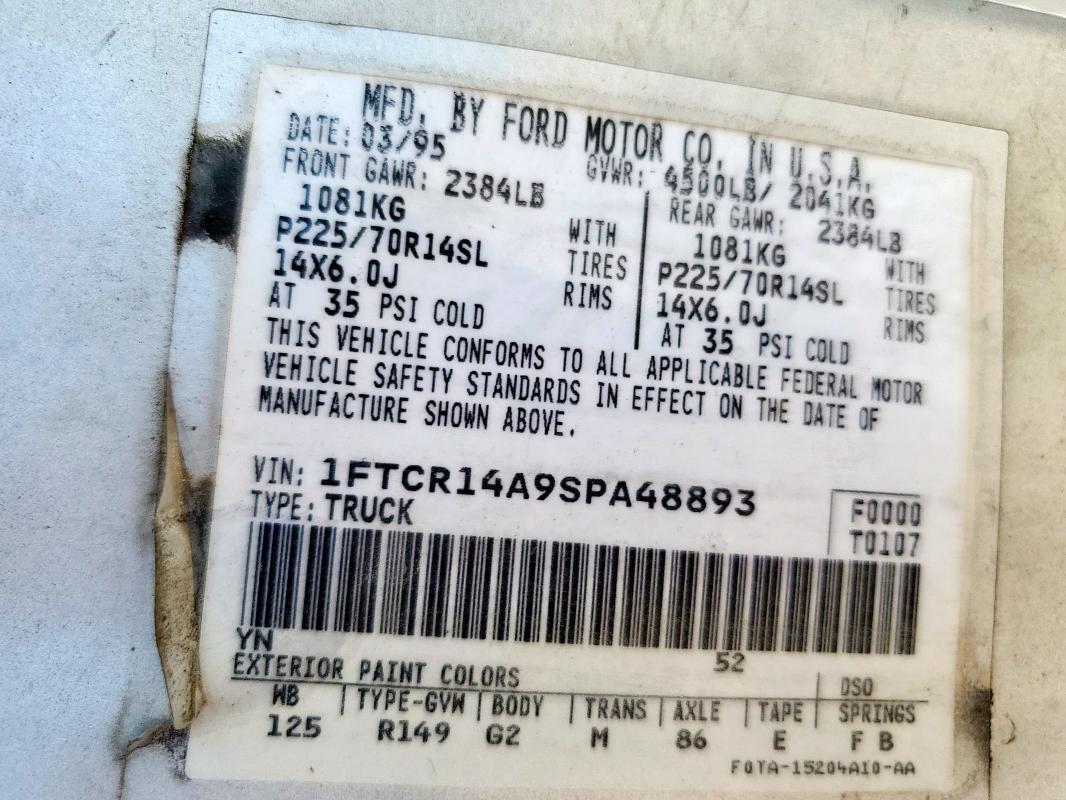 MFD. BY FORD MOTOR CO. IN U.S.A.
DATE: 03/95 GVWR: 4500LB/ 2041KG
FRONT GAWR: 2384LB REAR GAWR: 2384LB
1081KG WITH 1081KG WITH
P225/70R14SL TIRES P225/70R14SL TIRES
14X6.0J RIMS 14X6.0J RIMS
AT 35 PSI COLD AT 35 PSI COLD
THIS VEHICLE CONFORMS TO ALL APPLICABLE FEDERAL MOTOR
VEHICLE SAFETY STANDARDS IN EFFECT ON THE DATE OF
MANUFACTURE SHOWN ABOVE.
VIN: 1FTCR14A9SPA48893 F0000
TYPE: TRUCK T0107
YN 52
EXTERIOR PAINT COLORS DSO
WB TYPE-GVW BODY TRANS AXLE TAPE SPRINGS
125 R149 G2 M 86 E F B
F0TA-15204A10-AA